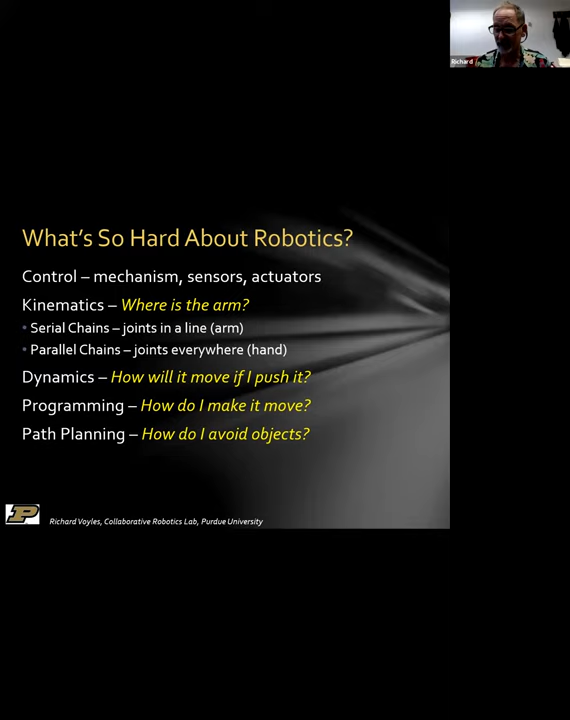 Richard
What's So Hard About Robotics?
Control – mechanism, sensors, actuators
Kinematics – Where is the arm?
• Serial Chains – joints in a line (arm)
• Parallel Chains – joints everywhere (hand)
Dynamics – How will it move if I push it?
Programming – How do I make it move?
Path Planning – How do I avoid objects?
P
Richard Voyles, Collaborative Robotics Lab, Purdue University